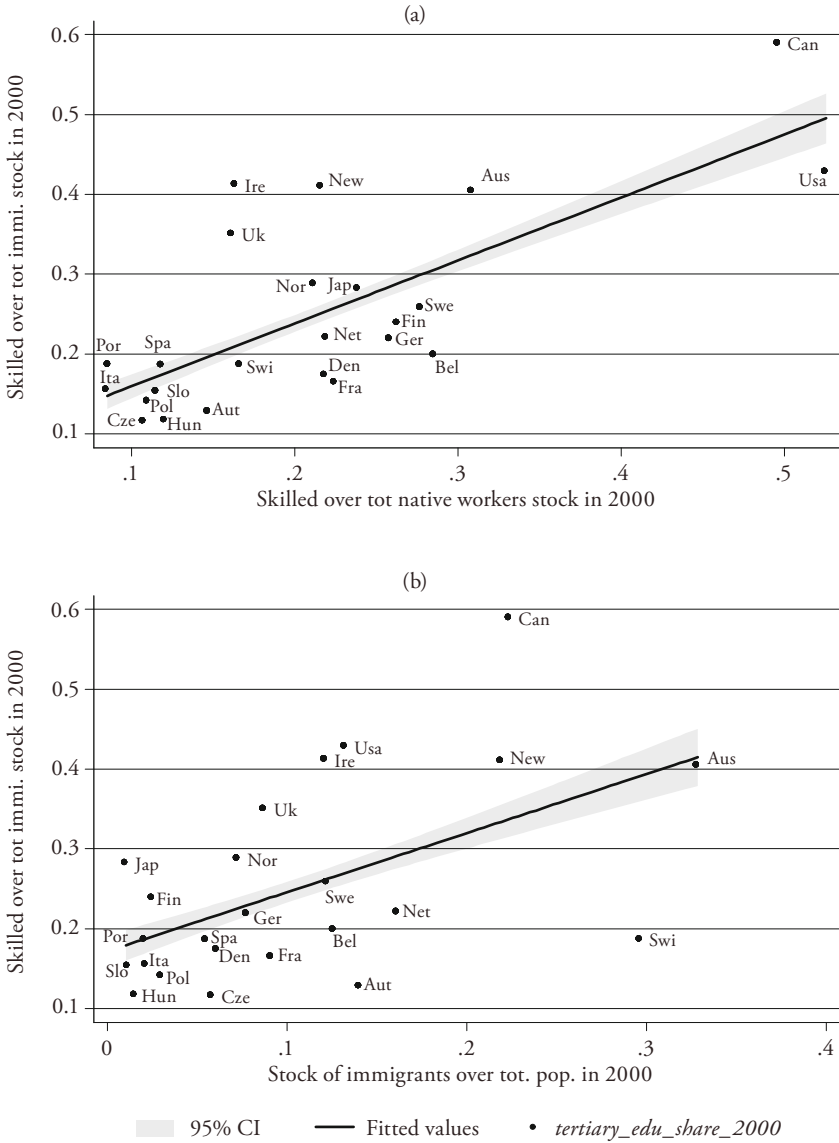 (a)
Skilled over tot immi. stock in 2000
0.6
Can
0.5
Usa
Aus
New
Ire
0.4
Uk
0.3
Nor
Jap
Swe
Fin
Net
Ger
0.2
Por
Spa
Swi
Den
Bel
Ita
Slo
Fra
Pol
Aut
Cze
Hun
0.1
.1 .2 .3 .4 .5
Skilled over tot native workers stock in 2000
(b)
Skilled over tot immi. stock in 2000
0.6
Can
0.5
Usa
Ire
New
Aus
0.4
Uk
0.3
Jap
Nor
Fin
Swe
Ger
Net
0.2
Por
Spa
Bel
Swi
Slo
Ita
Den
Fra
Pol
Aut
Hun
Cze
0.1
0 .1 .2 .3 .4
Stock of immigrants over tot. pop. in 2000
95% CI Fitted values tertiary_edu_share_2000